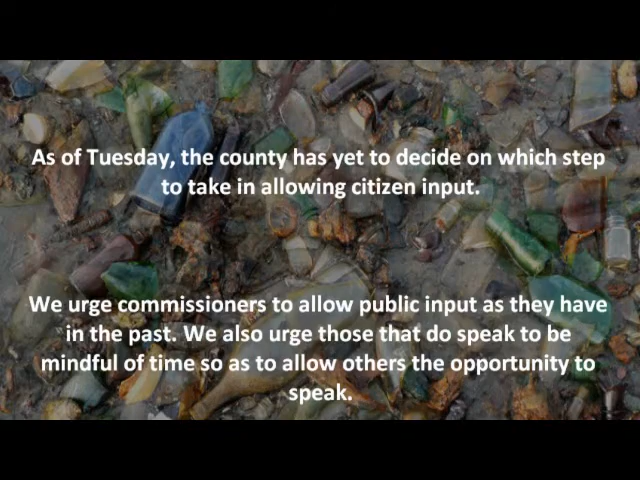 As of Tuesday, the county has yet to decide on which step
to take in allowing citizen input.
We urge commissioners to allow public input as they have
in the past. We also urge those that do speak to be
mindful of time so as to allow others the opportunity to
speak.